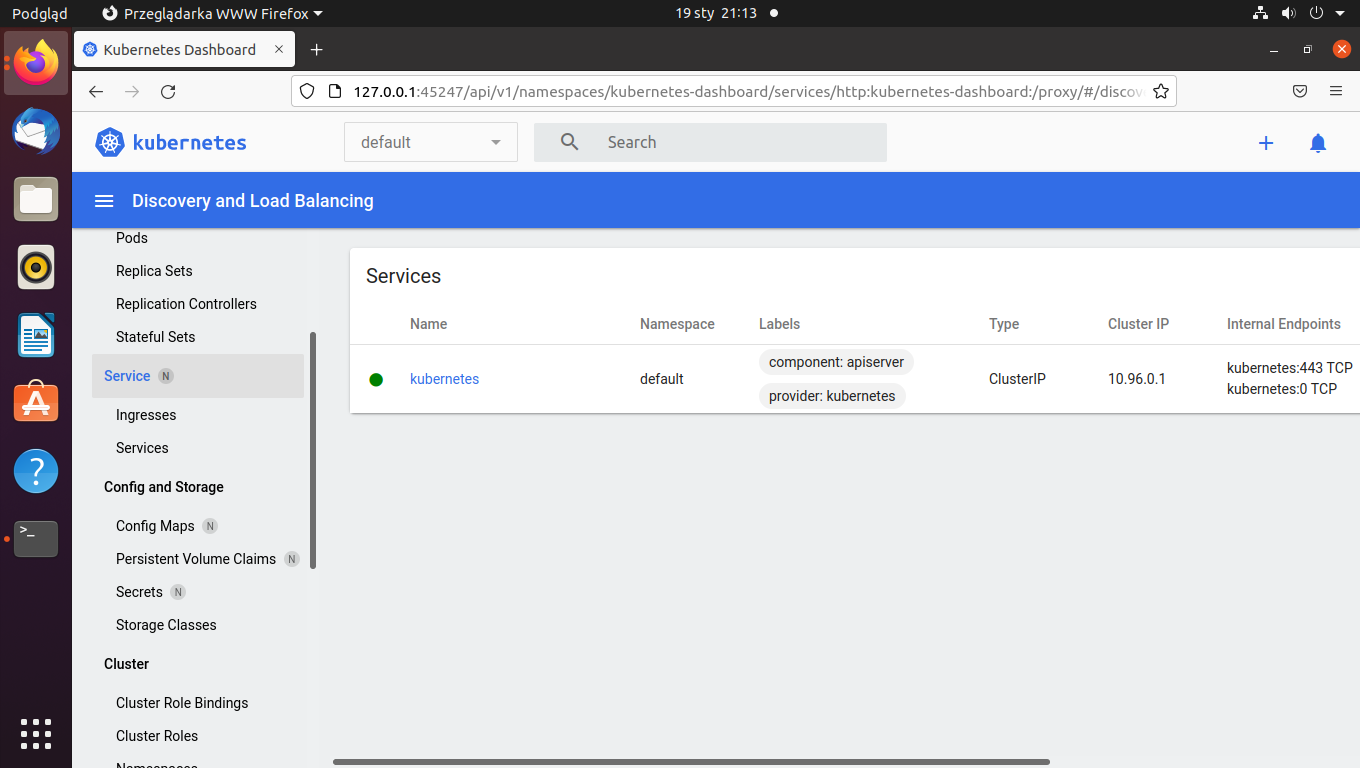 Podgląd Przeglądarka WWW Firefox 19 sty 21:13
Kubernetes Dashboard
127.0.0.1:45247/api/v1/namespaces/kubernetes-dashboard/services/http:kubernetes-dashboard:/proxy/#/discov
kubernetes default Search
Discovery and Load Balancing
Pods
Replica Sets
Replication Controllers
Stateful Sets
Service N
Ingresses
Services
Config and Storage
Config Maps N
Persistent Volume Claims N
Secrets N
Storage Classes
Cluster
Cluster Role Bindings
Cluster Roles
Namespaces
Services
Name Namespace Labels Type Cluster IP Internal Endpoints
kubernetes default component: apiserver ClusterIP 10.96.0.1 kubernetes:443 TCP
provider: kubernetes kubernetes:0 TCP